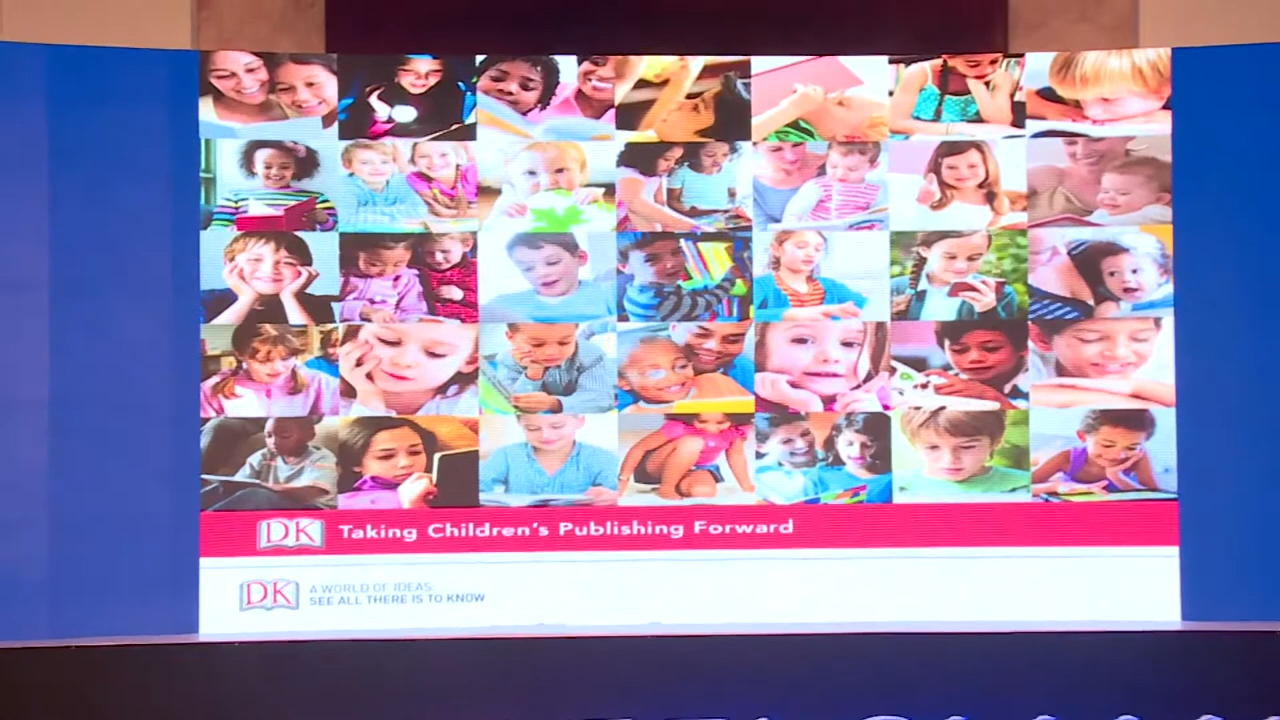 DK Taking Children's Publishing Forward
DK
A WORLD OF IDEAS:
SEE ALL THERE IS TO KNOW